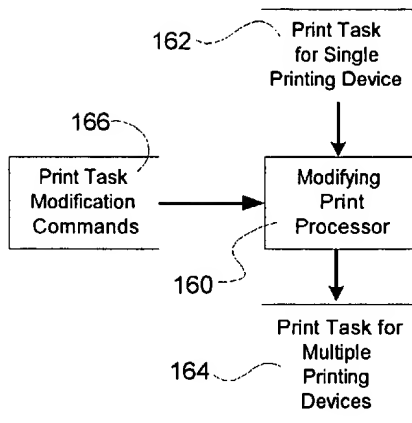 Print Task
for Single
Printing Device
162
166
Print Task
Modification
Commands
Modifying
Print
Processor
160
Print Task for
Multiple
Printing
Devices
164